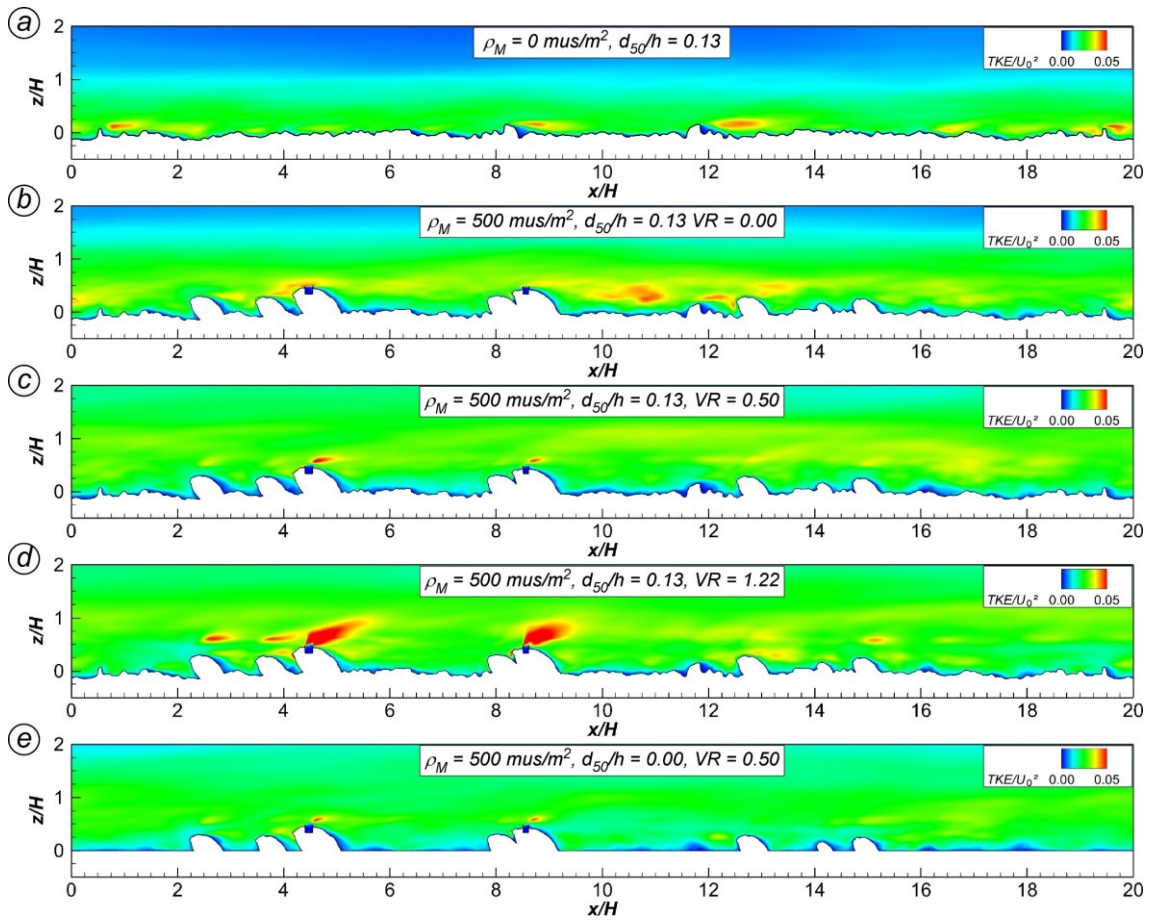 a
ρM = 0 mus/m², d50/h = 0.13
TKE/U0² 0.00 0.05
z/H
2
1
0
0 2 4 6 8 10 12 14 16 18 20
x/H
b
ρM = 500 mus/m², d50/h = 0.13 VR = 0.00
TKE/U0² 0.00 0.05
z/H
2
1
0
0 2 4 6 8 10 12 14 16 18 20
x/H
c
ρM = 500 mus/m², d50/h = 0.13, VR = 0.50
TKE/U0² 0.00 0.05
z/H
2
1
0
0 2 4 6 8 10 12 14 16 18 20
x/H
d
ρM = 500 mus/m², d50/h = 0.13, VR = 1.22
TKE/U0² 0.00 0.05
z/H
2
1
0
0 2 4 6 8 10 12 14 16 18 20
x/H
e
ρM = 500 mus/m², d50/h = 0.00, VR = 0.50
TKE/U0² 0.00 0.05
z/H
2
1
0
0 2 4 6 8 10 12 14 16 18 20
x/H